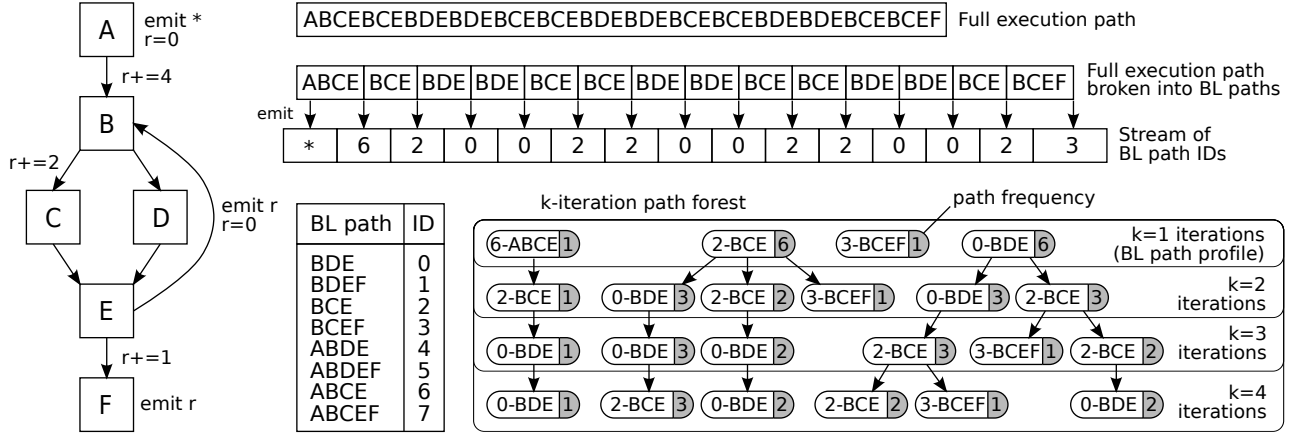 A
emit *
r=0
r+=4
B
r+=2
C
D
emit r
r=0
E
r+=1
F
emit r
ABCEBCEBDEBDEBCEBCEBDEBDEBCEBCEBDEBDEBCEBCEF
Full execution path
ABCE BCE BDE BDE BCE BCE BDE BDE BCE BCE BDE BDE BCE BCEF
Full execution path
broken into BL paths
emit
* 6 2 0 0 2 2 0 0 2 2 0 0 2 3
Stream of
BL path IDs
BL path ID
BDE 0
BDEF 1
BCE 2
BCEF 3
ABDE 4
ABDEF 5
ABCE 6
ABCEF 7
k-iteration path forest
path frequency
6-ABCE 1 2-BCE 6 3-BCEF 1 0-BDE 6
k=1 iterations
(BL path profile)
2-BCE 1 0-BDE 3 2-BCE 2 3-BCEF 1 0-BDE 3 2-BCE 3
k=2
iterations
0-BDE 1 0-BDE 3 0-BDE 2 2-BCE 3 3-BCEF 1 2-BCE 2
k=3
iterations
0-BDE 1 2-BCE 3 0-BDE 2 2-BCE 2 3-BCEF 1 0-BDE 2
k=4
iterations